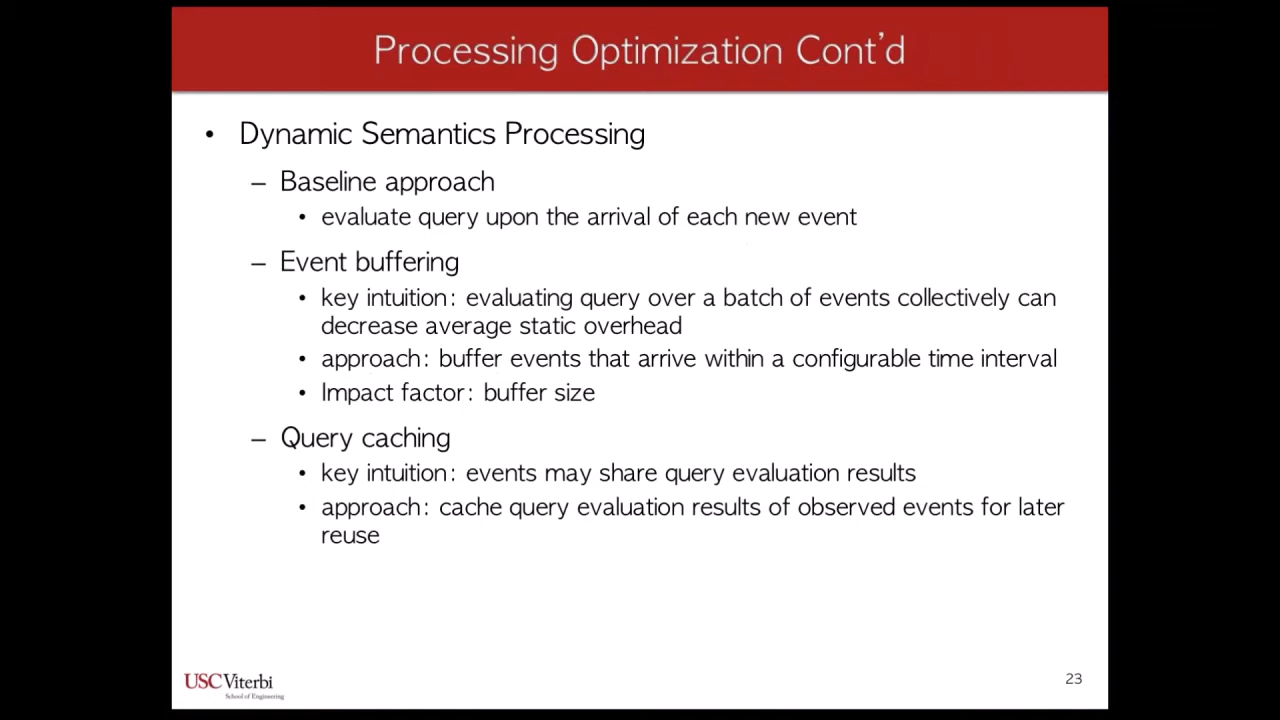 Processing Optimization Cont'd
• Dynamic Semantics Processing
– Baseline approach
• evaluate query upon the arrival of each new event
– Event buffering
• key intuition: evaluating query over a batch of events collectively can
decrease average static overhead
• approach: buffer events that arrive within a configurable time interval
• Impact factor: buffer size
– Query caching
• key intuition: events may share query evaluation results
• approach: cache query evaluation results of observed events for later
reuse
USC Viterbi
School of Engineering
23